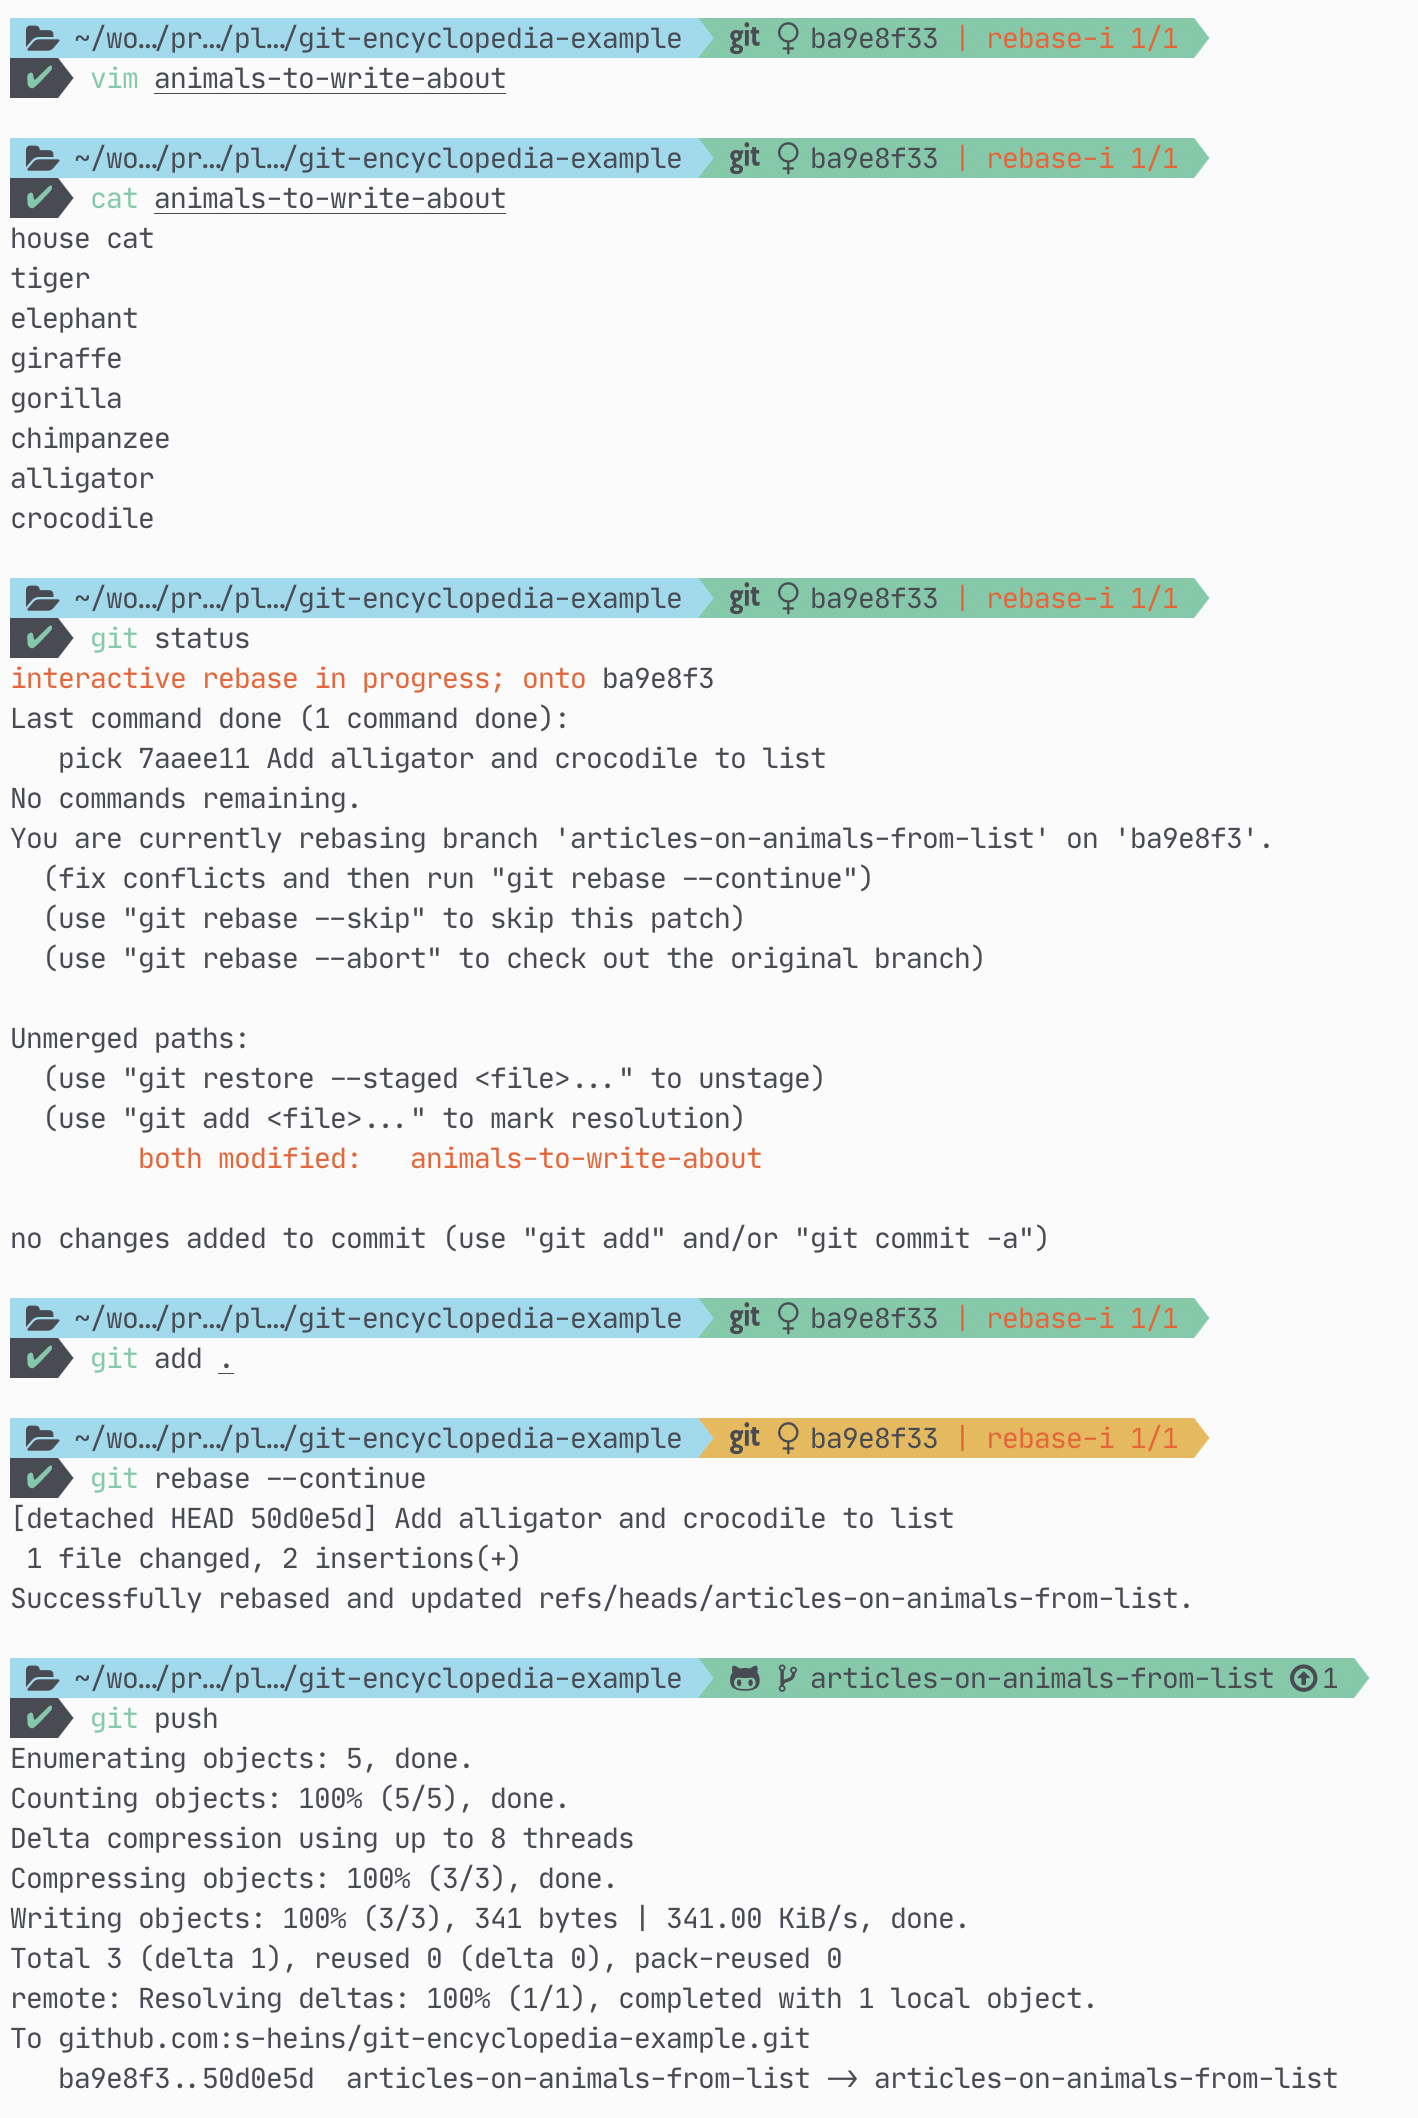 ~/wo…/pr…/pl…/git-encyclopedia-example git ba9e8f33 | rebase-i 1/1
✔ vim animals-to-write-about
~/wo…/pr…/pl…/git-encyclopedia-example git ba9e8f33 | rebase-i 1/1
✔ cat animals-to-write-about
house cat
tiger
elephant
giraffe
gorilla
chimpanzee
alligator
crocodile
~/wo…/pr…/pl…/git-encyclopedia-example git ba9e8f33 | rebase-i 1/1
✔ git status
interactive rebase in progress; onto ba9e8f3
Last command done (1 command done):
   pick 7aaee11 Add alligator and crocodile to list
No commands remaining.
You are currently rebasing branch 'articles-on-animals-from-list' on 'ba9e8f3'.
  (fix conflicts and then run "git rebase --continue")
  (use "git rebase --skip" to skip this patch)
  (use "git rebase --abort" to check out the original branch)
Unmerged paths:
  (use "git restore --staged <file>..." to unstage)
  (use "git add <file>..." to mark resolution)
        both modified:   animals-to-write-about
no changes added to commit (use "git add" and/or "git commit -a")
~/wo…/pr…/pl…/git-encyclopedia-example git ba9e8f33 | rebase-i 1/1
✔ git add .
~/wo…/pr…/pl…/git-encyclopedia-example git ba9e8f33 | rebase-i 1/1
✔ git rebase --continue
[detached HEAD 50d0e5d] Add alligator and crocodile to list
 1 file changed, 2 insertions(+)
Successfully rebased and updated refs/heads/articles-on-animals-from-list.
~/wo…/pr…/pl…/git-encyclopedia-example articles-on-animals-from-list 1
✔ git push
Enumerating objects: 5, done.
Counting objects: 100% (5/5), done.
Delta compression using up to 8 threads
Compressing objects: 100% (3/3), done.
Writing objects: 100% (3/3), 341 bytes | 341.00 KiB/s, done.
Total 3 (delta 1), reused 0 (delta 0), pack-reused 0
remote: Resolving deltas: 100% (1/1), completed with 1 local object.
To github.com:s-heins/git-encyclopedia-example.git
   ba9e8f3..50d0e5d  articles-on-animals-from-list -> articles-on-animals-from-list